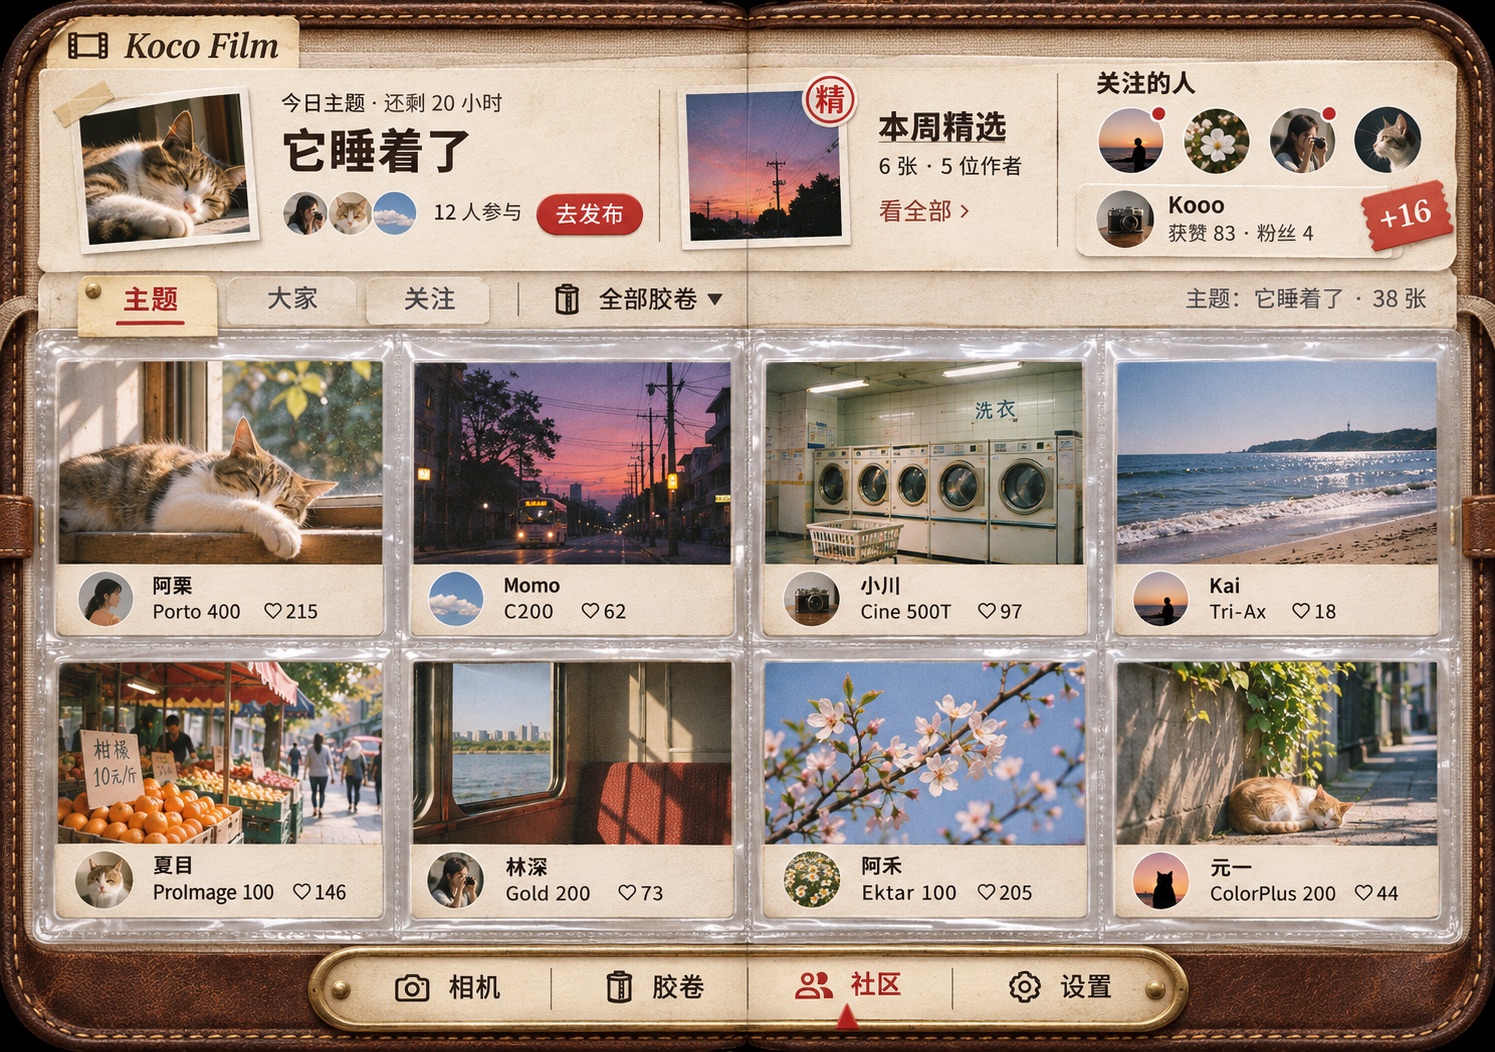 Koco Film
今日主题 · 还剩 20 小时
它睡着了
12 人参与
去发布
精
本周精选
6 张 · 5 位作者
看全部 >
关注的人
Kooo
获赞 83 · 粉丝 4
+16
主题
大家
关注
全部胶卷
主题：它睡着了 · 38 张
洗衣
阿栗
Porto 400 215
Momo
C200 62
小川
Cine 500T 97
Kai
Tri-Ax 18
柑橘
10元/斤
夏目
ProImage 100 146
林深
Gold 200 73
阿禾
Ektar 100 205
元一
ColorPlus 200 44
相机
胶卷
社区
设置